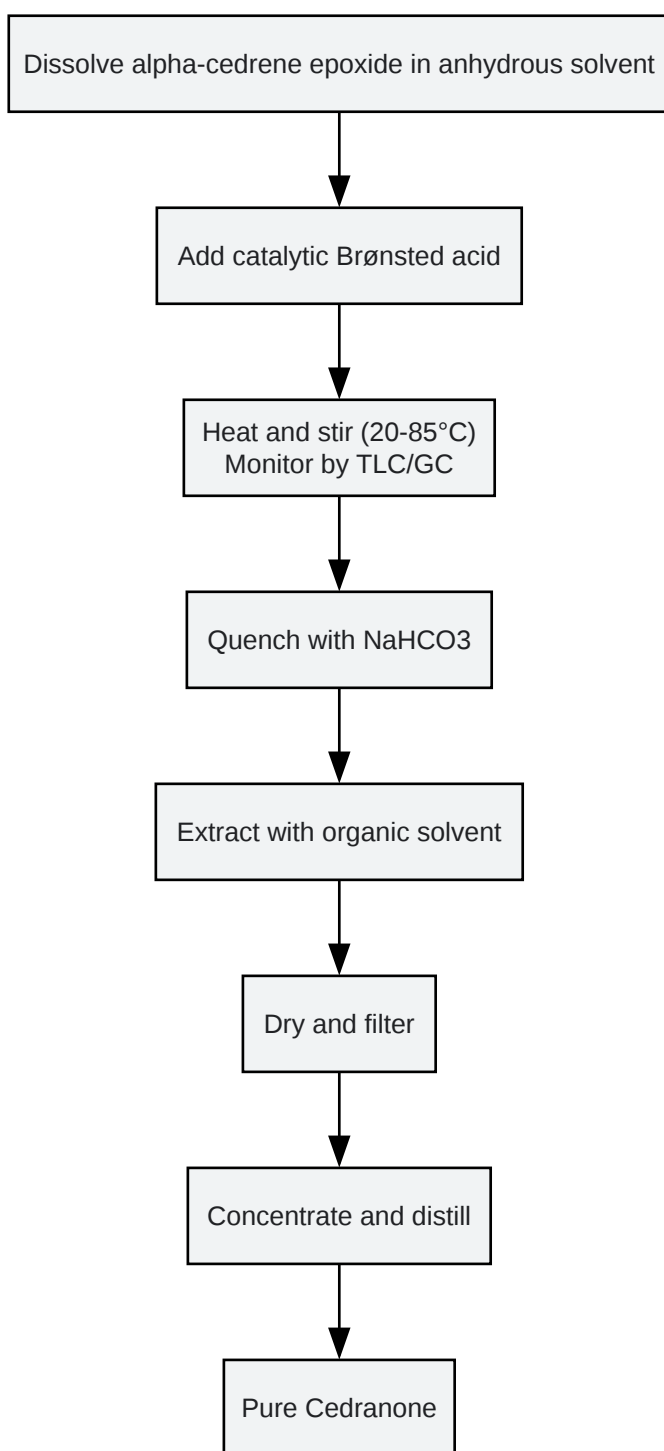 Dissolve alpha-cedrene epoxide in anhydrous solvent
Add catalytic Brønsted acid
Heat and stir (20-85°C)
Monitor by TLC/GC
Quench with NaHCO3
Extract with organic solvent
Dry and filter
Concentrate and distill
Pure Cedranone